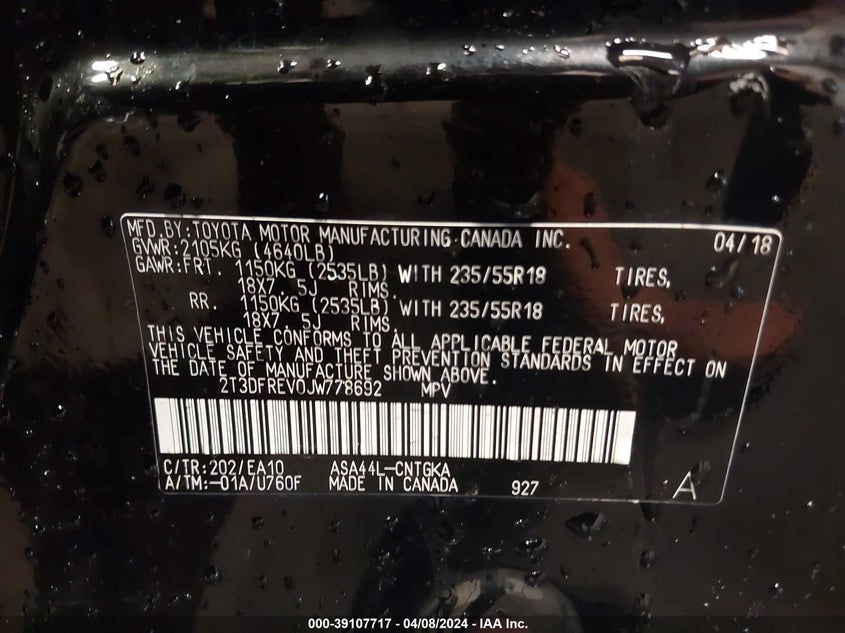 MFD.BY:TOYOTA MOTOR MANUFACTURING CANADA INC. 04/18
GVWR:2105KG (4640LB)
GAWR:FRT. 1150KG (2535LB) WITH 235/55R18 TIRES,
18X7.5J RIMS.
RR. 1150KG (2535LB) WITH 235/55R18 TIRES,
18X7.5J RIMS.
THIS VEHICLE CONFORMS TO ALL APPLICABLE FEDERAL MOTOR
VEHICLE SAFETY AND THEFT PREVENTION STANDARDS IN EFFECT ON
THE DATE OF MANUFACTURE SHOWN ABOVE.
2T3DFREV0JW778692 MPV
C/TR:202/EA10 ASA44L-CNTGKA
A/TM:-01A/U760F MADE IN CANADA 927 A
000-39107717 - 04/08/2024 - IAA Inc.